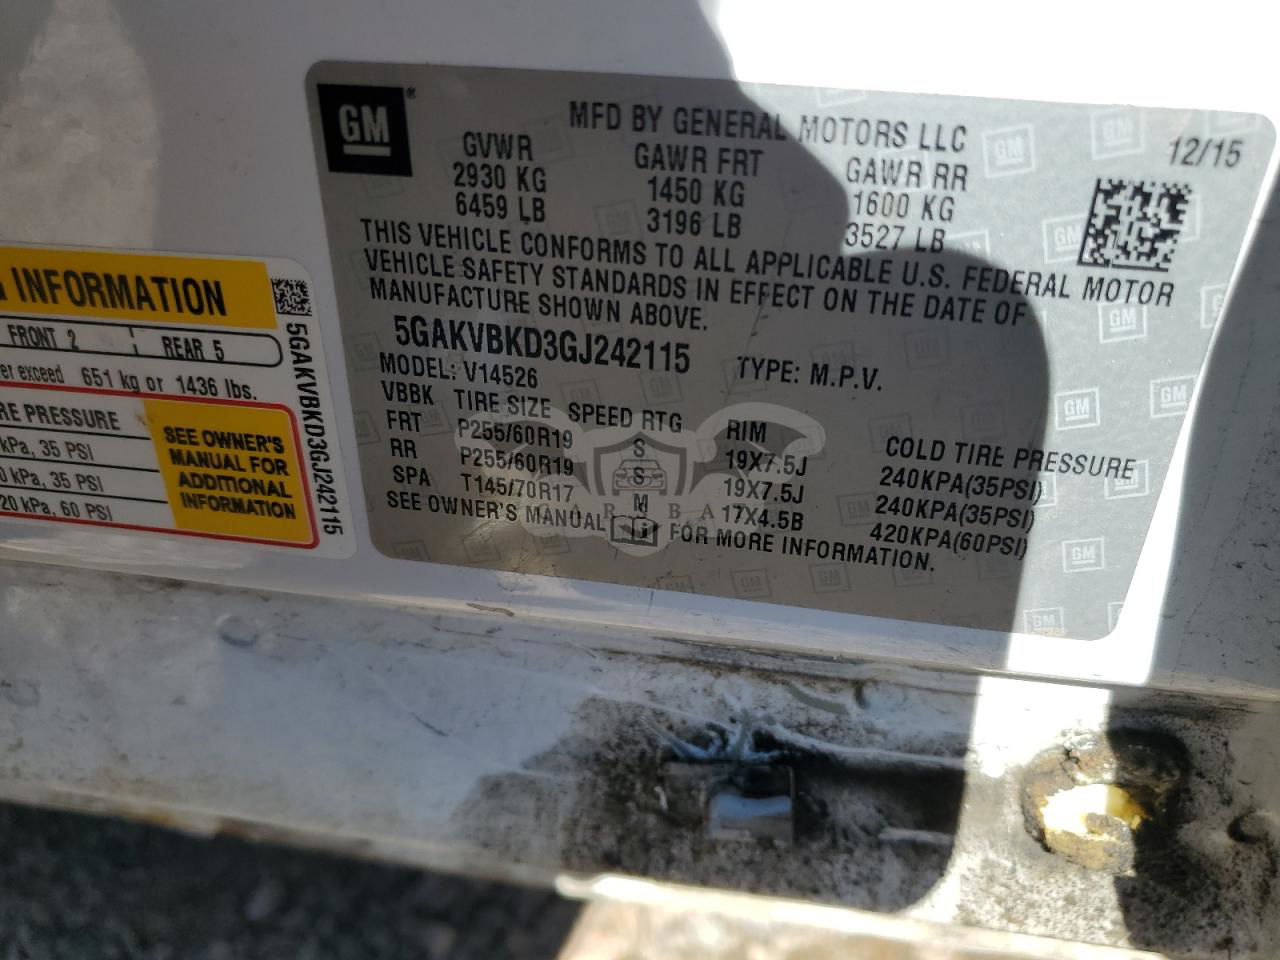 GM
MFD BY GENERAL MOTORS LLC
12/15
GVWR GAWR FRT GAWR RR
2930 KG 1450 KG 1600 KG
6459 LB 3196 LB 3527 LB
THIS VEHICLE CONFORMS TO ALL APPLICABLE U.S. FEDERAL MOTOR
VEHICLE SAFETY STANDARDS IN EFFECT ON THE DATE OF
MANUFACTURE SHOWN ABOVE.
5GAKVBKD3GJ242115 TYPE: M.P.V.
MODEL: V14526
VBBK TIRE SIZE SPEED RTG RIM COLD TIRE PRESSURE
FRT P255/60R19 S 19X7.5J 240KPA(35PSI)
RR P255/60R19 S 19X7.5J 240KPA(35PSI)
SPA T145/70R17 M 17X4.5B 420KPA(60PSI)
SEE OWNER'S MANUAL FOR MORE INFORMATION.
INFORMATION
FRONT 2 REAR 5
exceed 651 kg or 1436 lbs.
PRESSURE
kPa, 35 PSI
kPa, 35 PSI
20 kPa, 60 PSI
SEE OWNER'S
MANUAL FOR
ADDITIONAL
INFORMATION
5GAKVBKD3GJ242115